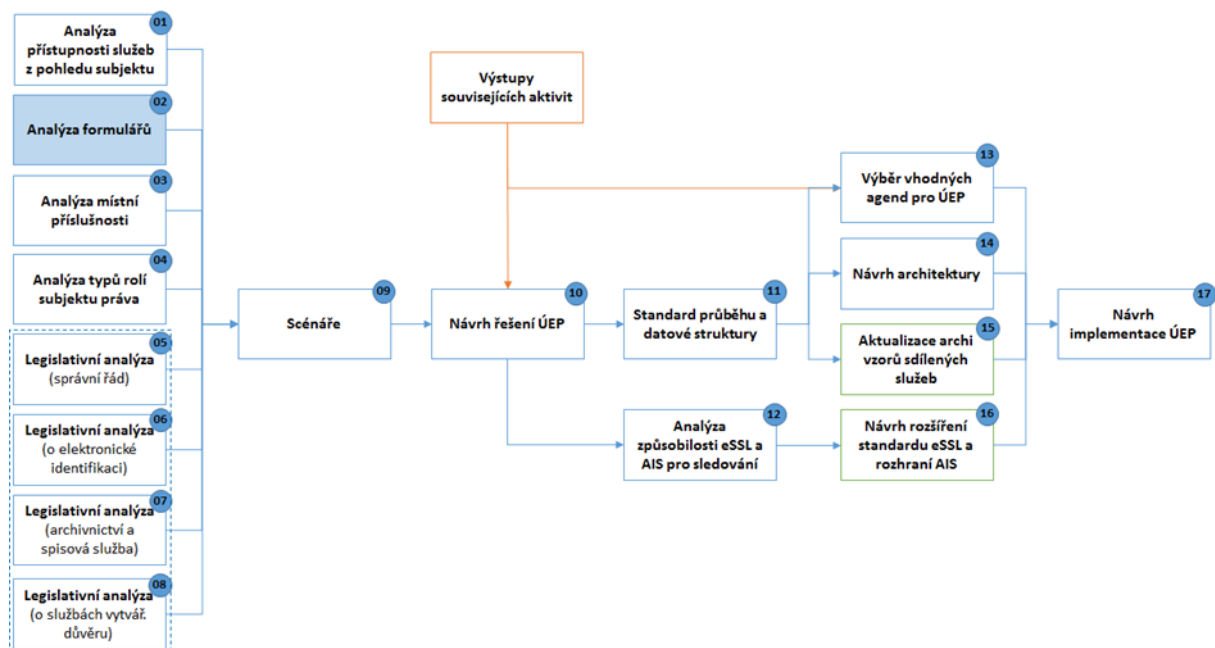 01
Analýza
přístupnosti služeb
z pohledu subjektu
02
Analýza formulářů
03
Analýza místní
příslušnosti
04
Analýza typů rolí
subjektu práva
05
Legislativní analýza
(správní řád)
06
Legislativní analýza
(o elektronické
identifikaci)
07
Legislativní analýza
(archivnictví a
spisová služba)
08
Legislativní analýza
(o službách vytvář.
důvěru)
09
Scénáře
Výstupy
souvisejících aktivit
10
Návrh řešení ÚEP
11
Standard průběhu a
datové struktury
12
Analýza
způsobilosti eSSL a
AIS pro sledování
13
Výběr vhodných
agend pro ÚEP
14
Návrh architektury
15
Aktualizace archi
vzorů sdílených
služeb
16
Návrh rozšíření
standardu eSSL a
rozhraní AIS
17
Návrh
implementace ÚEP